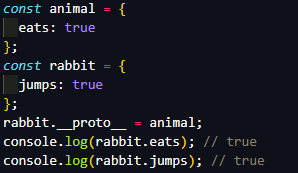 const animal = {
  eats: true
};
const rabbit = {
  jumps: true
};
rabbit.__proto__ = animal;
console.log(rabbit.eats); // true
console.log(rabbit.jumps); // true